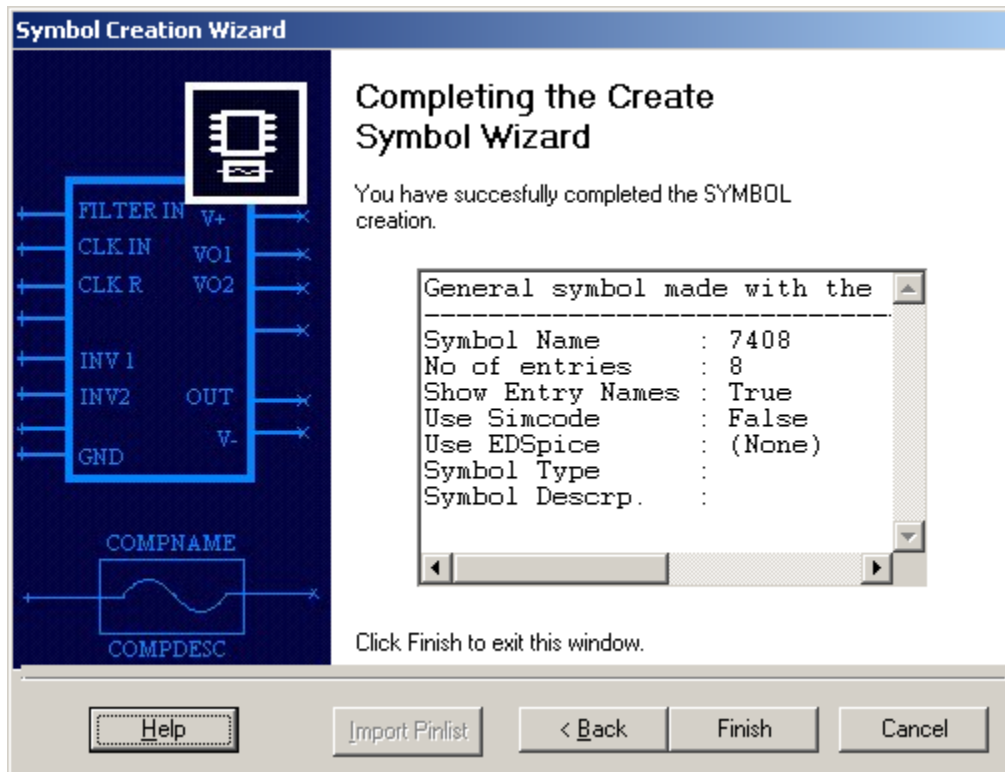 Symbol Creation Wizard
FILTER IN
V+
CLK IN
VO1
CLK R
VO2
INV 1
INV2
OUT
V-
GND
COMPNAME
COMPDESC
Completing the Create
Symbol Wizard
You have succesfully completed the SYMBOL
creation.
General symbol made with the
--------------------------------
Symbol Name : 7408
No of entries : 8
Show Entry Names : True
Use Simcode : False
Use EDSpice : (None)
Symbol Type :
Symbol Descrp. :
Click Finish to exit this window.
Help
Import Pinlist
< Back
Finish
Cancel